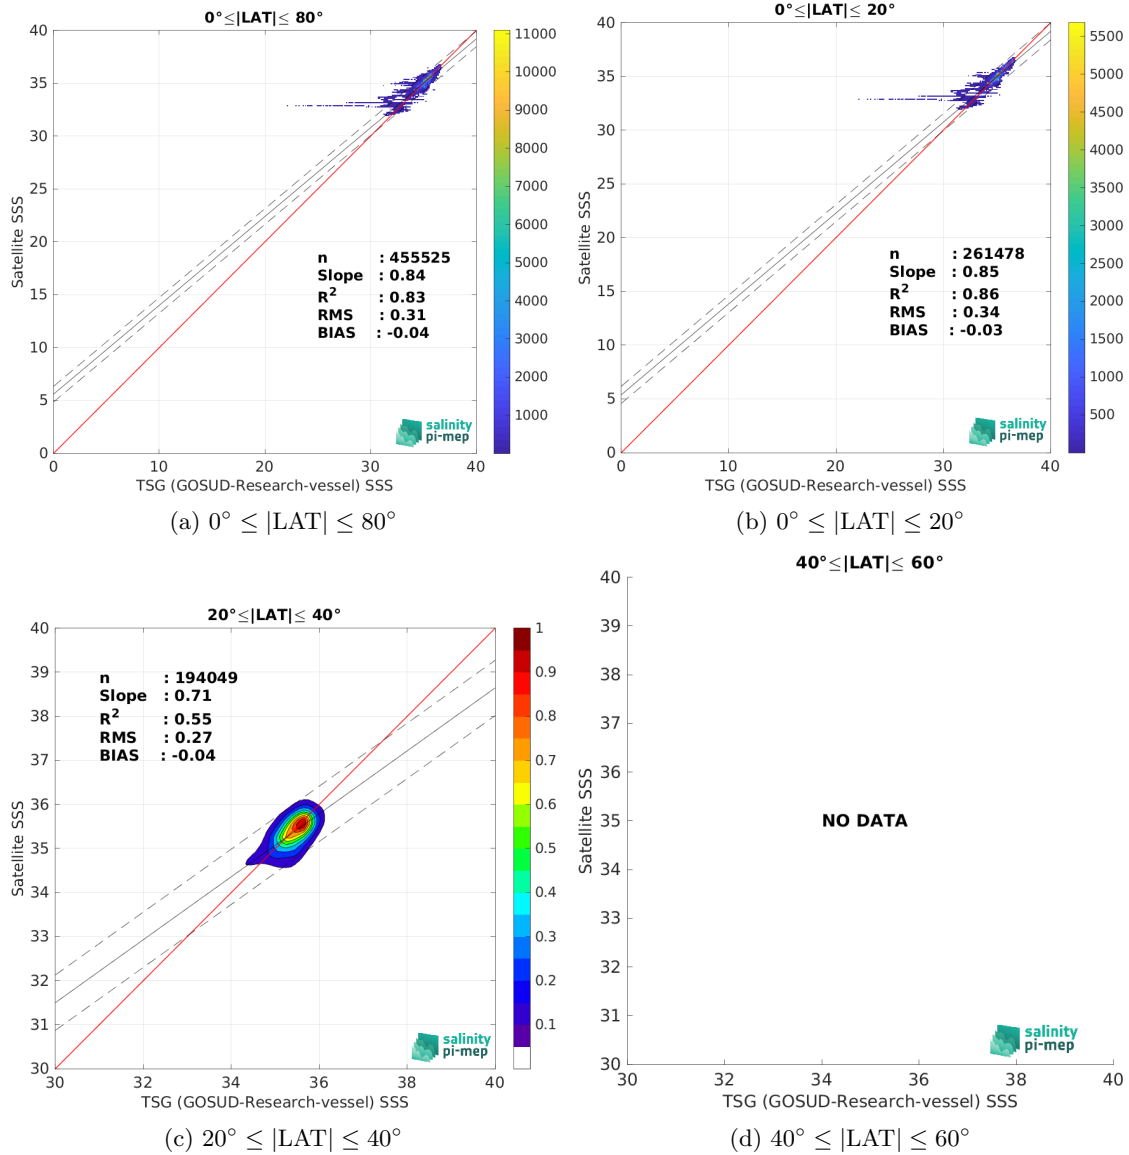 0°≤|LAT|≤ 80°
40
35
30
25
20
15
10
5
0
Satellite SSS
n : 455525
Slope : 0.84
R² : 0.83
RMS : 0.31
BIAS : -0.04
salinity
pi-mep
0 10 20 30 40
TSG (GOSUD-Research-vessel) SSS
11000
10000
9000
8000
7000
6000
5000
4000
3000
2000
1000
(a) 0° ≤ |LAT| ≤ 80°
0°≤|LAT|≤ 20°
40
35
30
25
20
15
10
5
0
Satellite SSS
n : 261478
Slope : 0.85
R² : 0.86
RMS : 0.34
BIAS : -0.03
salinity
pi-mep
0 10 20 30 40
TSG (GOSUD-Research-vessel) SSS
5500
5000
4500
4000
3500
3000
2500
2000
1500
1000
500
(b) 0° ≤ |LAT| ≤ 20°
20°≤|LAT|≤ 40°
40
39
38
37
36
35
34
33
32
31
30
Satellite SSS
n : 194049
Slope : 0.71
R² : 0.55
RMS : 0.27
BIAS : -0.04
salinity
pi-mep
30 32 34 36 38 40
TSG (GOSUD-Research-vessel) SSS
1
0.9
0.8
0.7
0.6
0.5
0.4
0.3
0.2
0.1
(c) 20° ≤ |LAT| ≤ 40°
40°≤|LAT|≤ 60°
40
39
38
37
36
35
34
33
32
31
30
Satellite SSS
NO DATA
salinity
pi-mep
30 32 34 36 38 40
TSG (GOSUD-Research-vessel) SSS
(d) 40° ≤ |LAT| ≤ 60°